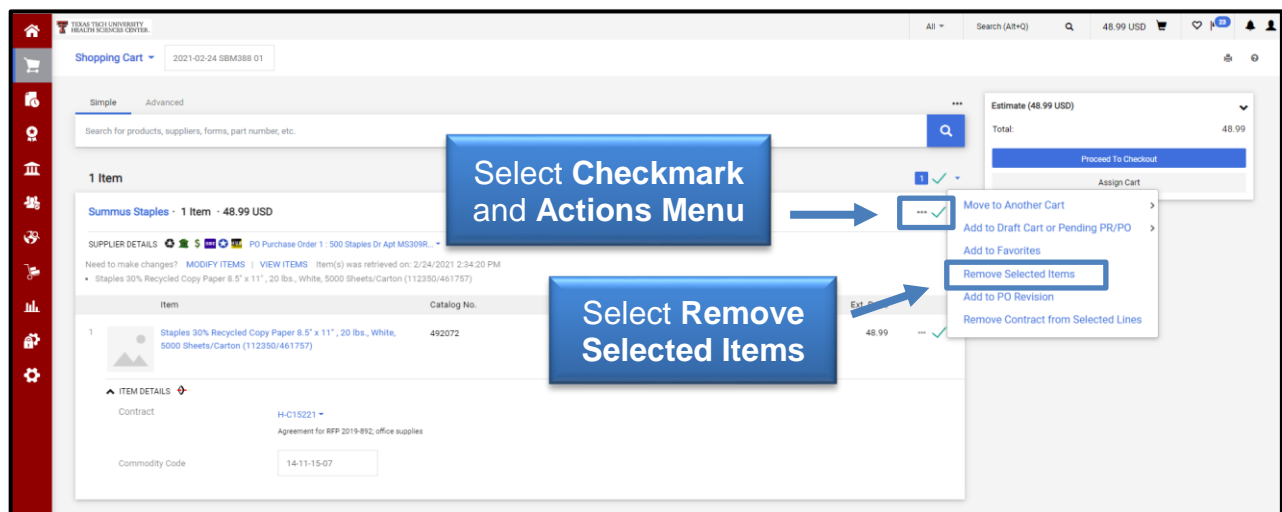 TEXAS TECH UNIVERSITY
HEALTH SCIENCES CENTER.
All
Search (Alt+Q)
48.99 USD
23
Shopping Cart
2021-02-24 SBM388 01
Simple
Advanced
Search for products, suppliers, forms, part number, etc.
Estimate (48.99 USD)
Total:
48.99
Proceed To Checkout
Assign Cart
Select Checkmark
and Actions Menu
1 Item
1
Summus Staples · 1 Item · 48.99 USD
Move to Another Cart
Add to Draft Cart or Pending PR/PO
Add to Favorites
Remove Selected Items
Add to PO Revision
Remove Contract from Selected Lines
SUPPLIER DETAILS
PO Purchase Order 1 : 500 Staples Dr Apt MS309R...
Need to make changes? MODIFY ITEMS | VIEW ITEMS Item(s) was retrieved on: 2/24/2021 2:34:20 PM
• Staples 30% Recycled Copy Paper 8.5" x 11" , 20 lbs., White, 5000 Sheets/Carton (112350/461757)
Select Remove
Selected Items
Item
Catalog No.
Ext.
1
Staples 30% Recycled Copy Paper 8.5" x 11" , 20 lbs., White,
5000 Sheets/Carton (112350/461757)
492072
48.99
ITEM DETAILS
Contract
H-C15221
Agreement for RFP 2019-892; office supplies
Commodity Code
14-11-15-07